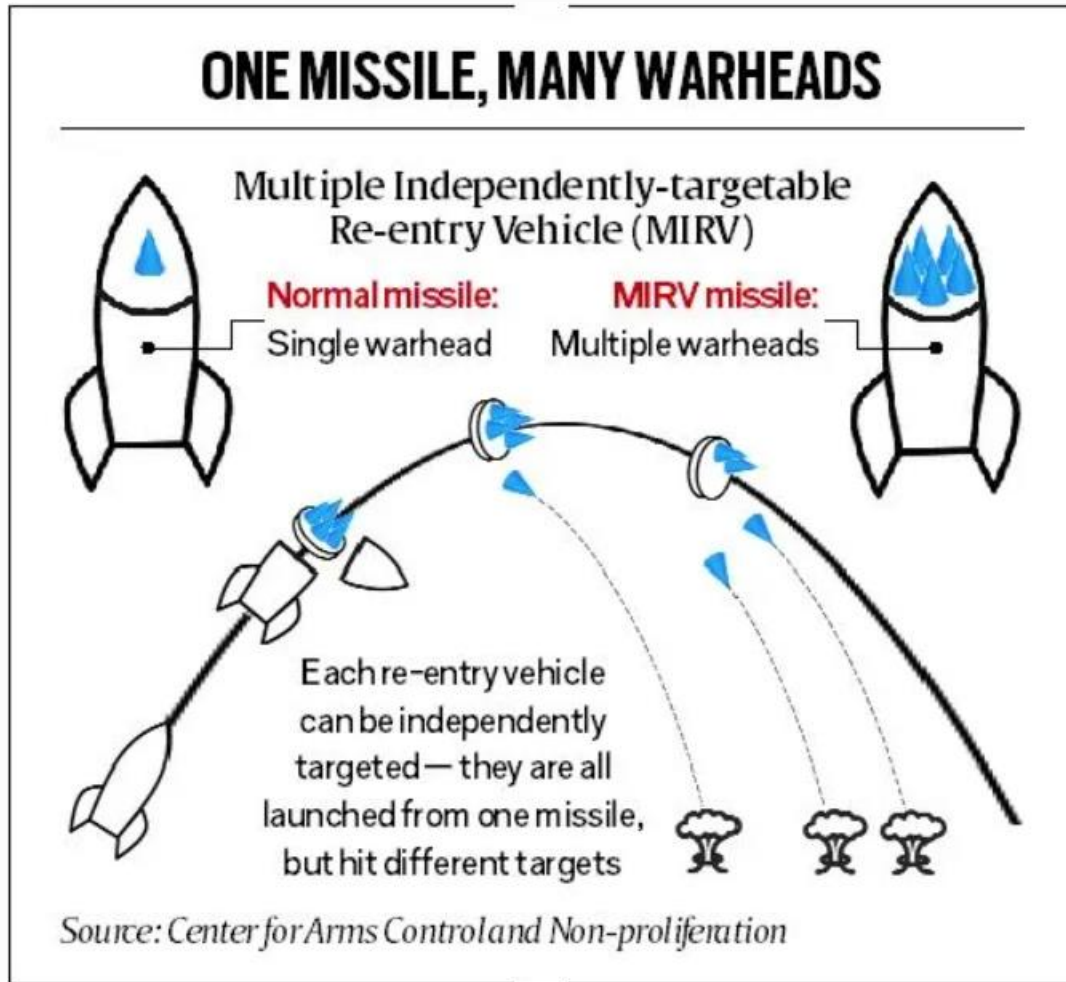 ONE MISSILE, MANY WARHEADS
Multiple Independently-targetable
Re-entry Vehicle (MIRV)
Normal missile:
Single warhead
MIRV missile:
Multiple warheads
Each re-entry vehicle
can be independently
targeted— they are all
launched from one missile,
but hit different targets
Source: Center for Arms Control and Non-proliferation